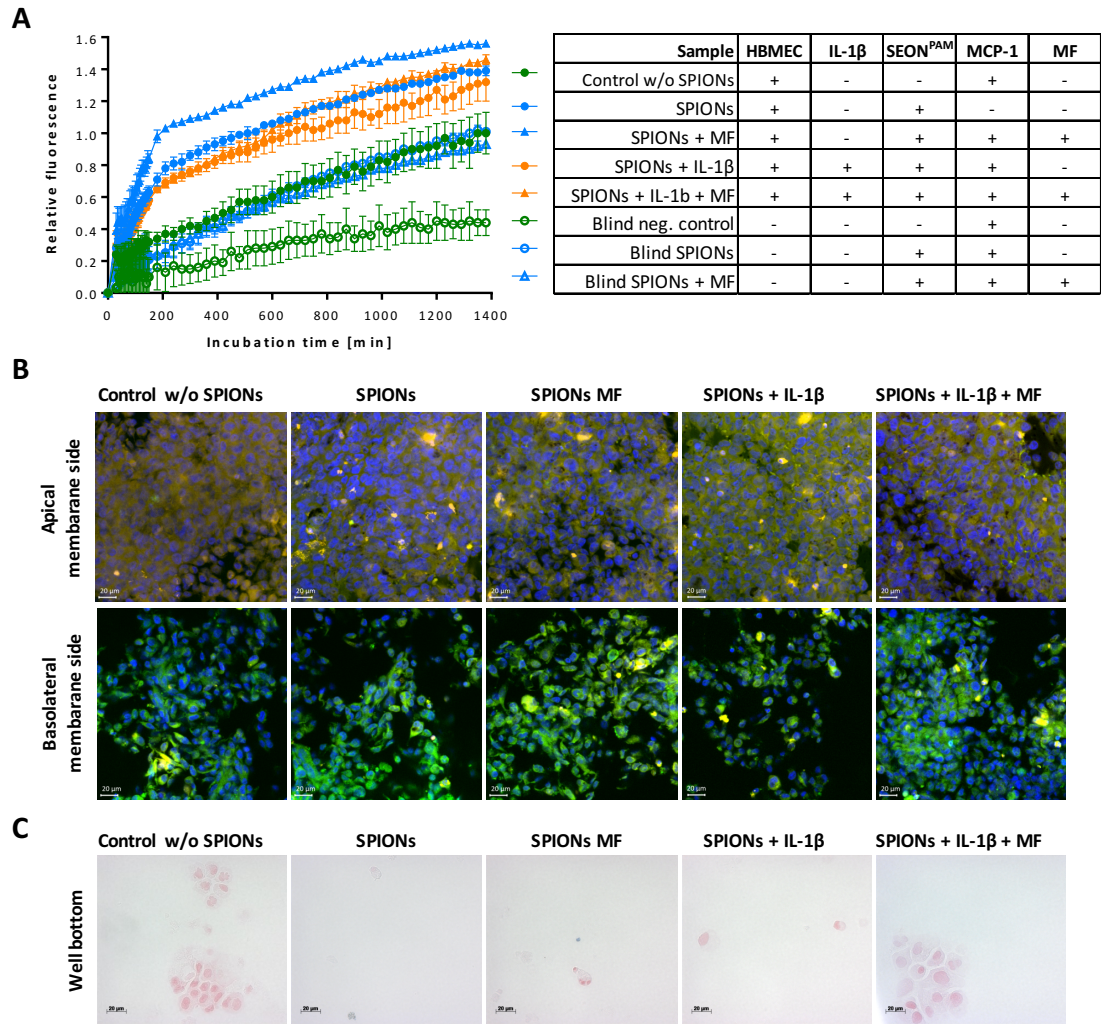 A
1.6
1.4
1.2
1.0
0.8
0.6
0.4
0.2
0.0
0 200 400 600 800 1000 1200 1400
Relative fluorescence
Incubation time [min]
Sample HBMEC IL-1β SEON^PAM MCP-1 MF
Control w/o SPIONs + - - + -
SPIONs + - + - -
SPIONs + MF + - + + +
SPIONs + IL-1β + + + + -
SPIONs + IL-1b + MF + + + + +
Blind neg. control - - - + -
Blind SPIONs - - + + -
Blind SPIONs + MF - - + + +
B
Control w/o SPIONs SPIONs SPIONs MF SPIONs + IL-1β SPIONs + IL-1β + MF
Apical
membarane side
20 µm 20 µm 20 µm 20 µm 20 µm
Basolateral
membarane side
20 µm 20 µm 20 µm 20 µm 20 µm
C
Control w/o SPIONs SPIONs SPIONs MF SPIONs + IL-1β SPIONs + IL-1β + MF
Well bottom
20 µm 20 µm 20 µm 20 µm 20 µm